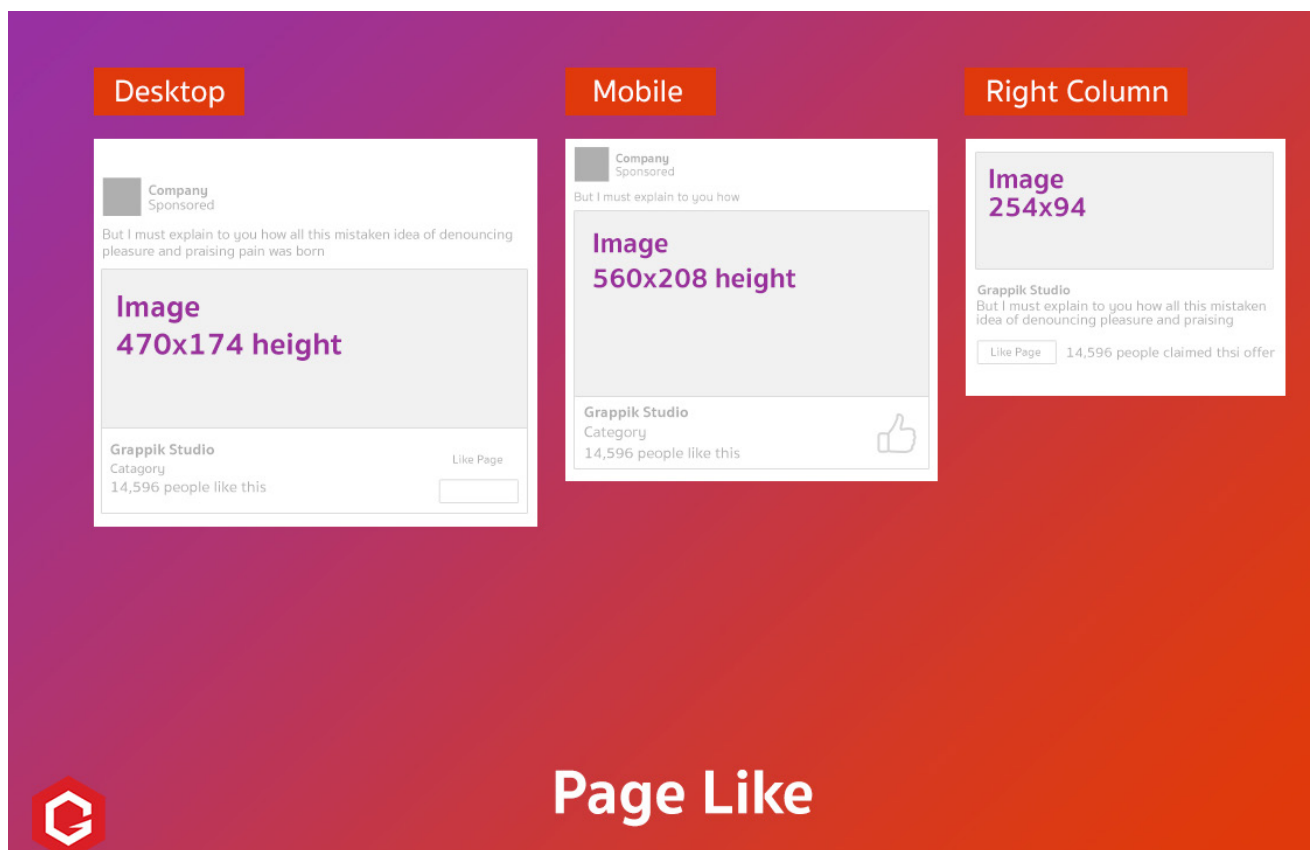 Desktop
Company
Sponsored
But I must explain to you how all this mistaken idea of denouncing
pleasure and praising pain was born
Image
470x174 height
Grappik Studio
Catagory
14,596 people like this
Like Page
Mobile
Company
Sponsored
But I must explain to you how
Image
560x208 height
Grappik Studio
Category
14,596 people like this
Right Column
Image
254x94
Grappik Studio
But I must explain to you how all this mistaken
idea of denouncing pleasure and praising
Like Page
14,596 people claimed thsi offer
Page Like
G